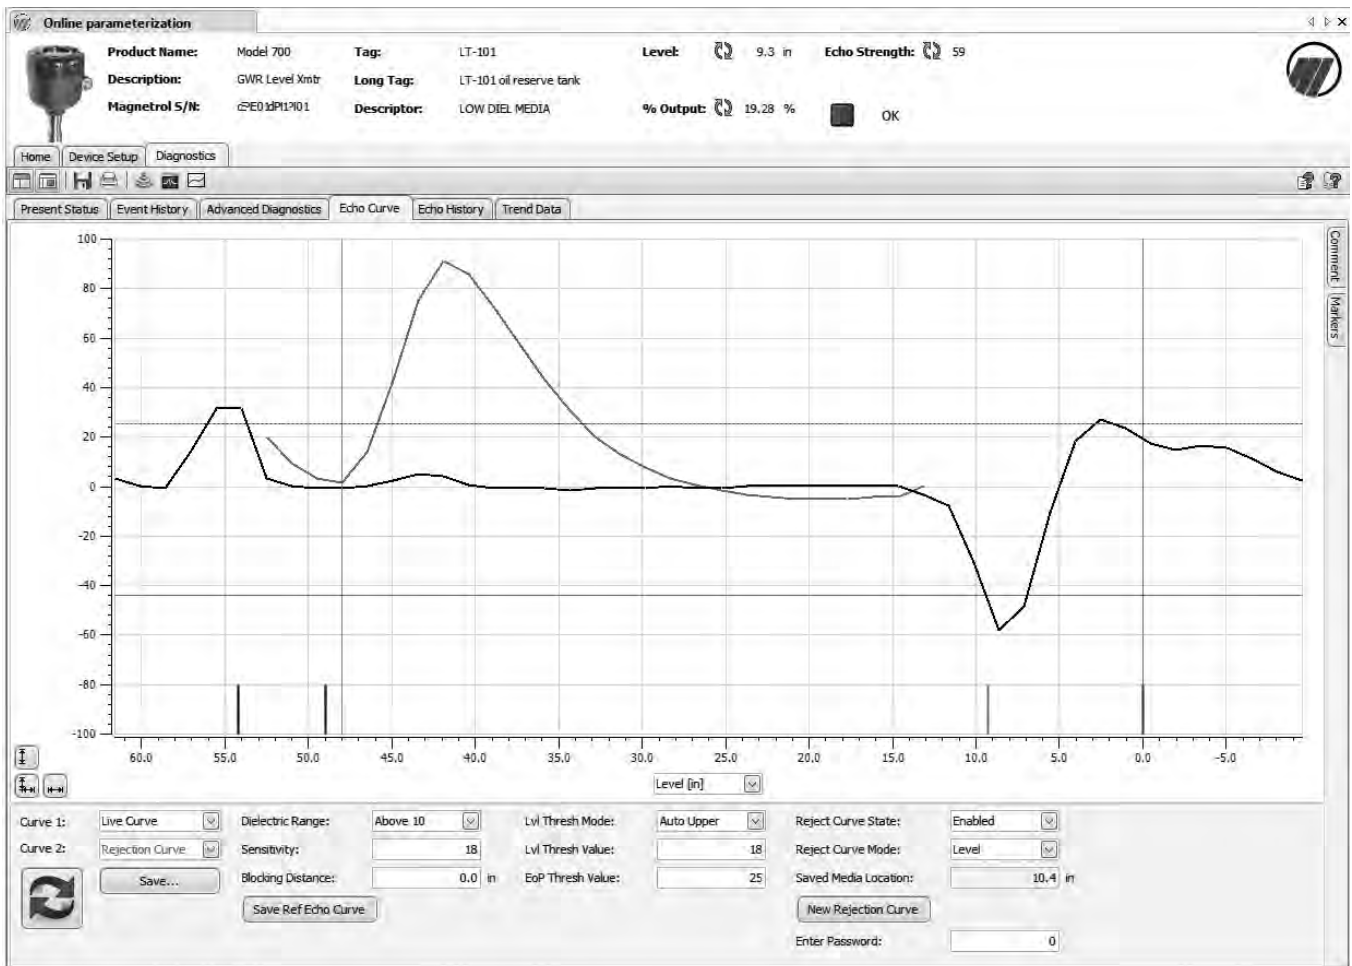 Online parameterization
Product Name: Model 700 Tag: LT-101 Level: 9.3 in Echo Strength: 59
Description: GWR Level Xmtr Long Tag: LT-101 oil reserve tank
Magnetrol S/N: Descriptor: LOW DIEL MEDIA % Output: 19.28 % OK
Home Device Setup Diagnostics
Present Status Event History Advanced Diagnostics Echo Curve Echo History Trend Data
Comment
Markers
100
80
60
40
20
0
-20
-40
-60
-80
-100
60.0 55.0 50.0 45.0 40.0 35.0 30.0 25.0 20.0 15.0 10.0 5.0 0.0 -5.0
Level [in]
Curve 1: Live Curve Dielectric Range: Above 10 Lvl Thresh Mode: Auto Upper Reject Curve State: Enabled
Curve 2: Rejection Curve Sensitivity: 18 Lvl Thresh Value: 18 Reject Curve Mode: Level
Save... Blocking Distance: 0.0 in EoP Thresh Value: 25 Saved Media Location: 10.4 in
Save Ref Echo Curve New Rejection Curve
Enter Password: 0